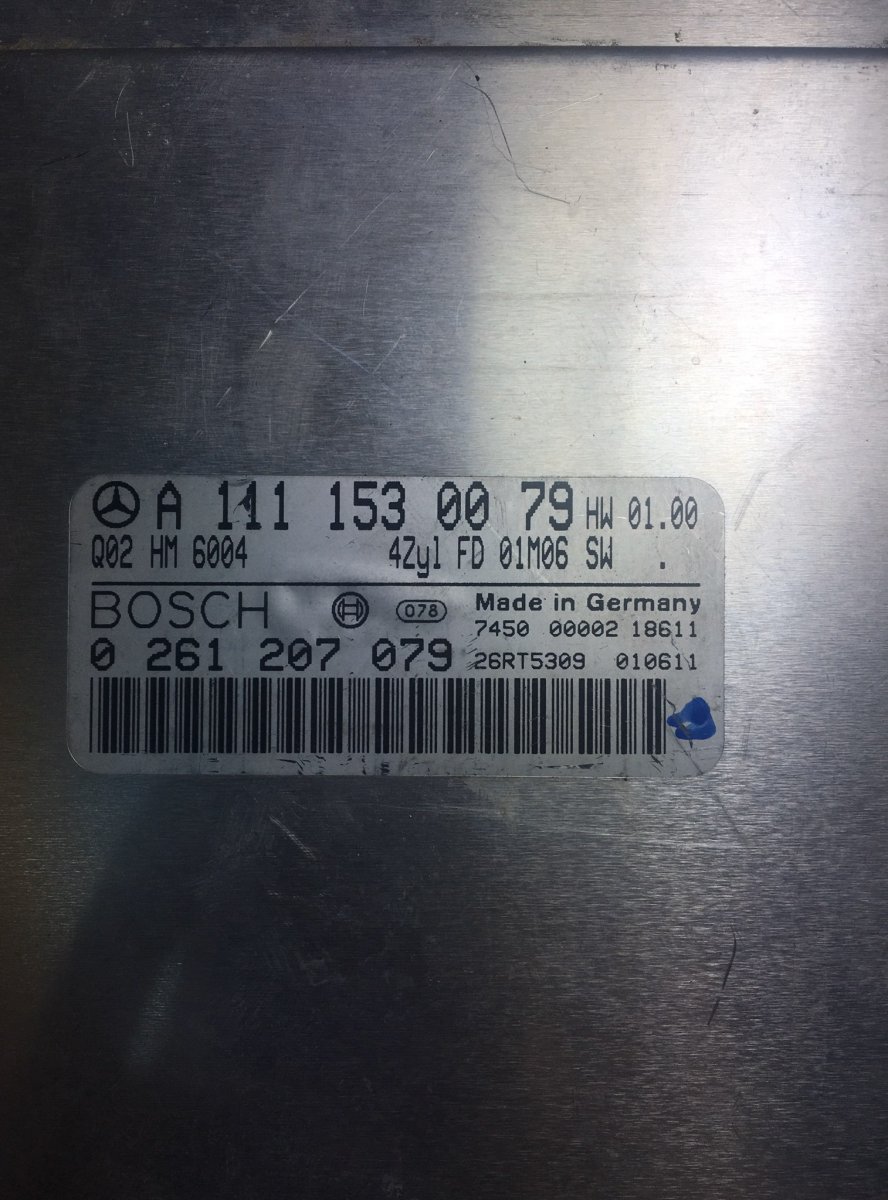 A 111 153 00 79 HW 01.00
Q02 HM 6004 4Zyl FD 01M06 SW .
BOSCH 078 Made in Germany
7450 00002 18611
0 261 207 079 26RT5309 010611